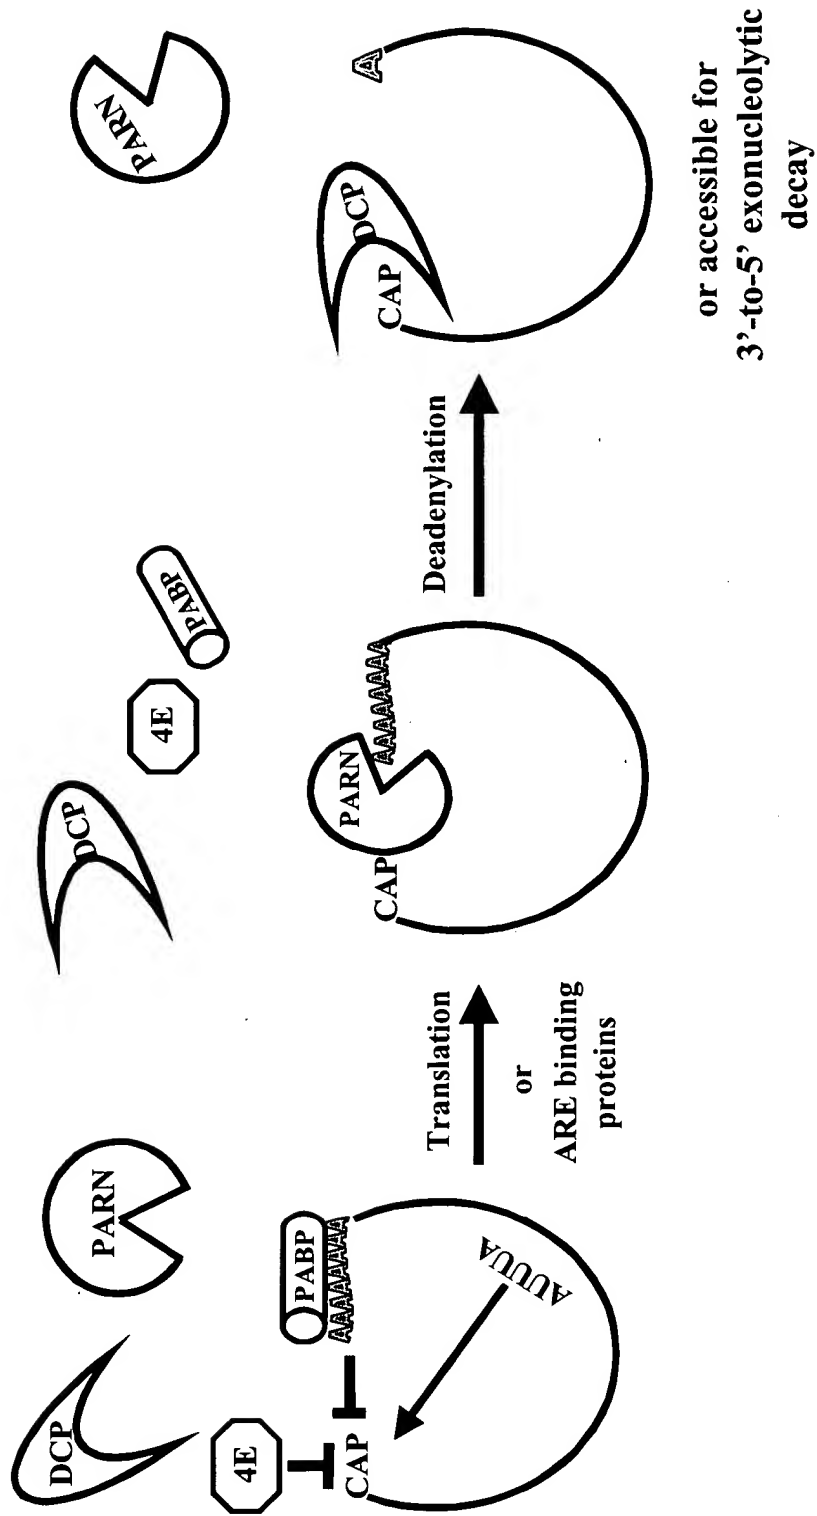 DCP
PARN
4E
PABP
CAP
AAAAAAAA
AUUUA
Translation
or
ARE binding
proteins
DCP
4E
PABP
PARN
CAP
AAAAAAAA
Deadenylation
PARN
DCP
CAP
A
or accessible for
3’-to-5’ exonucleolytic
decay